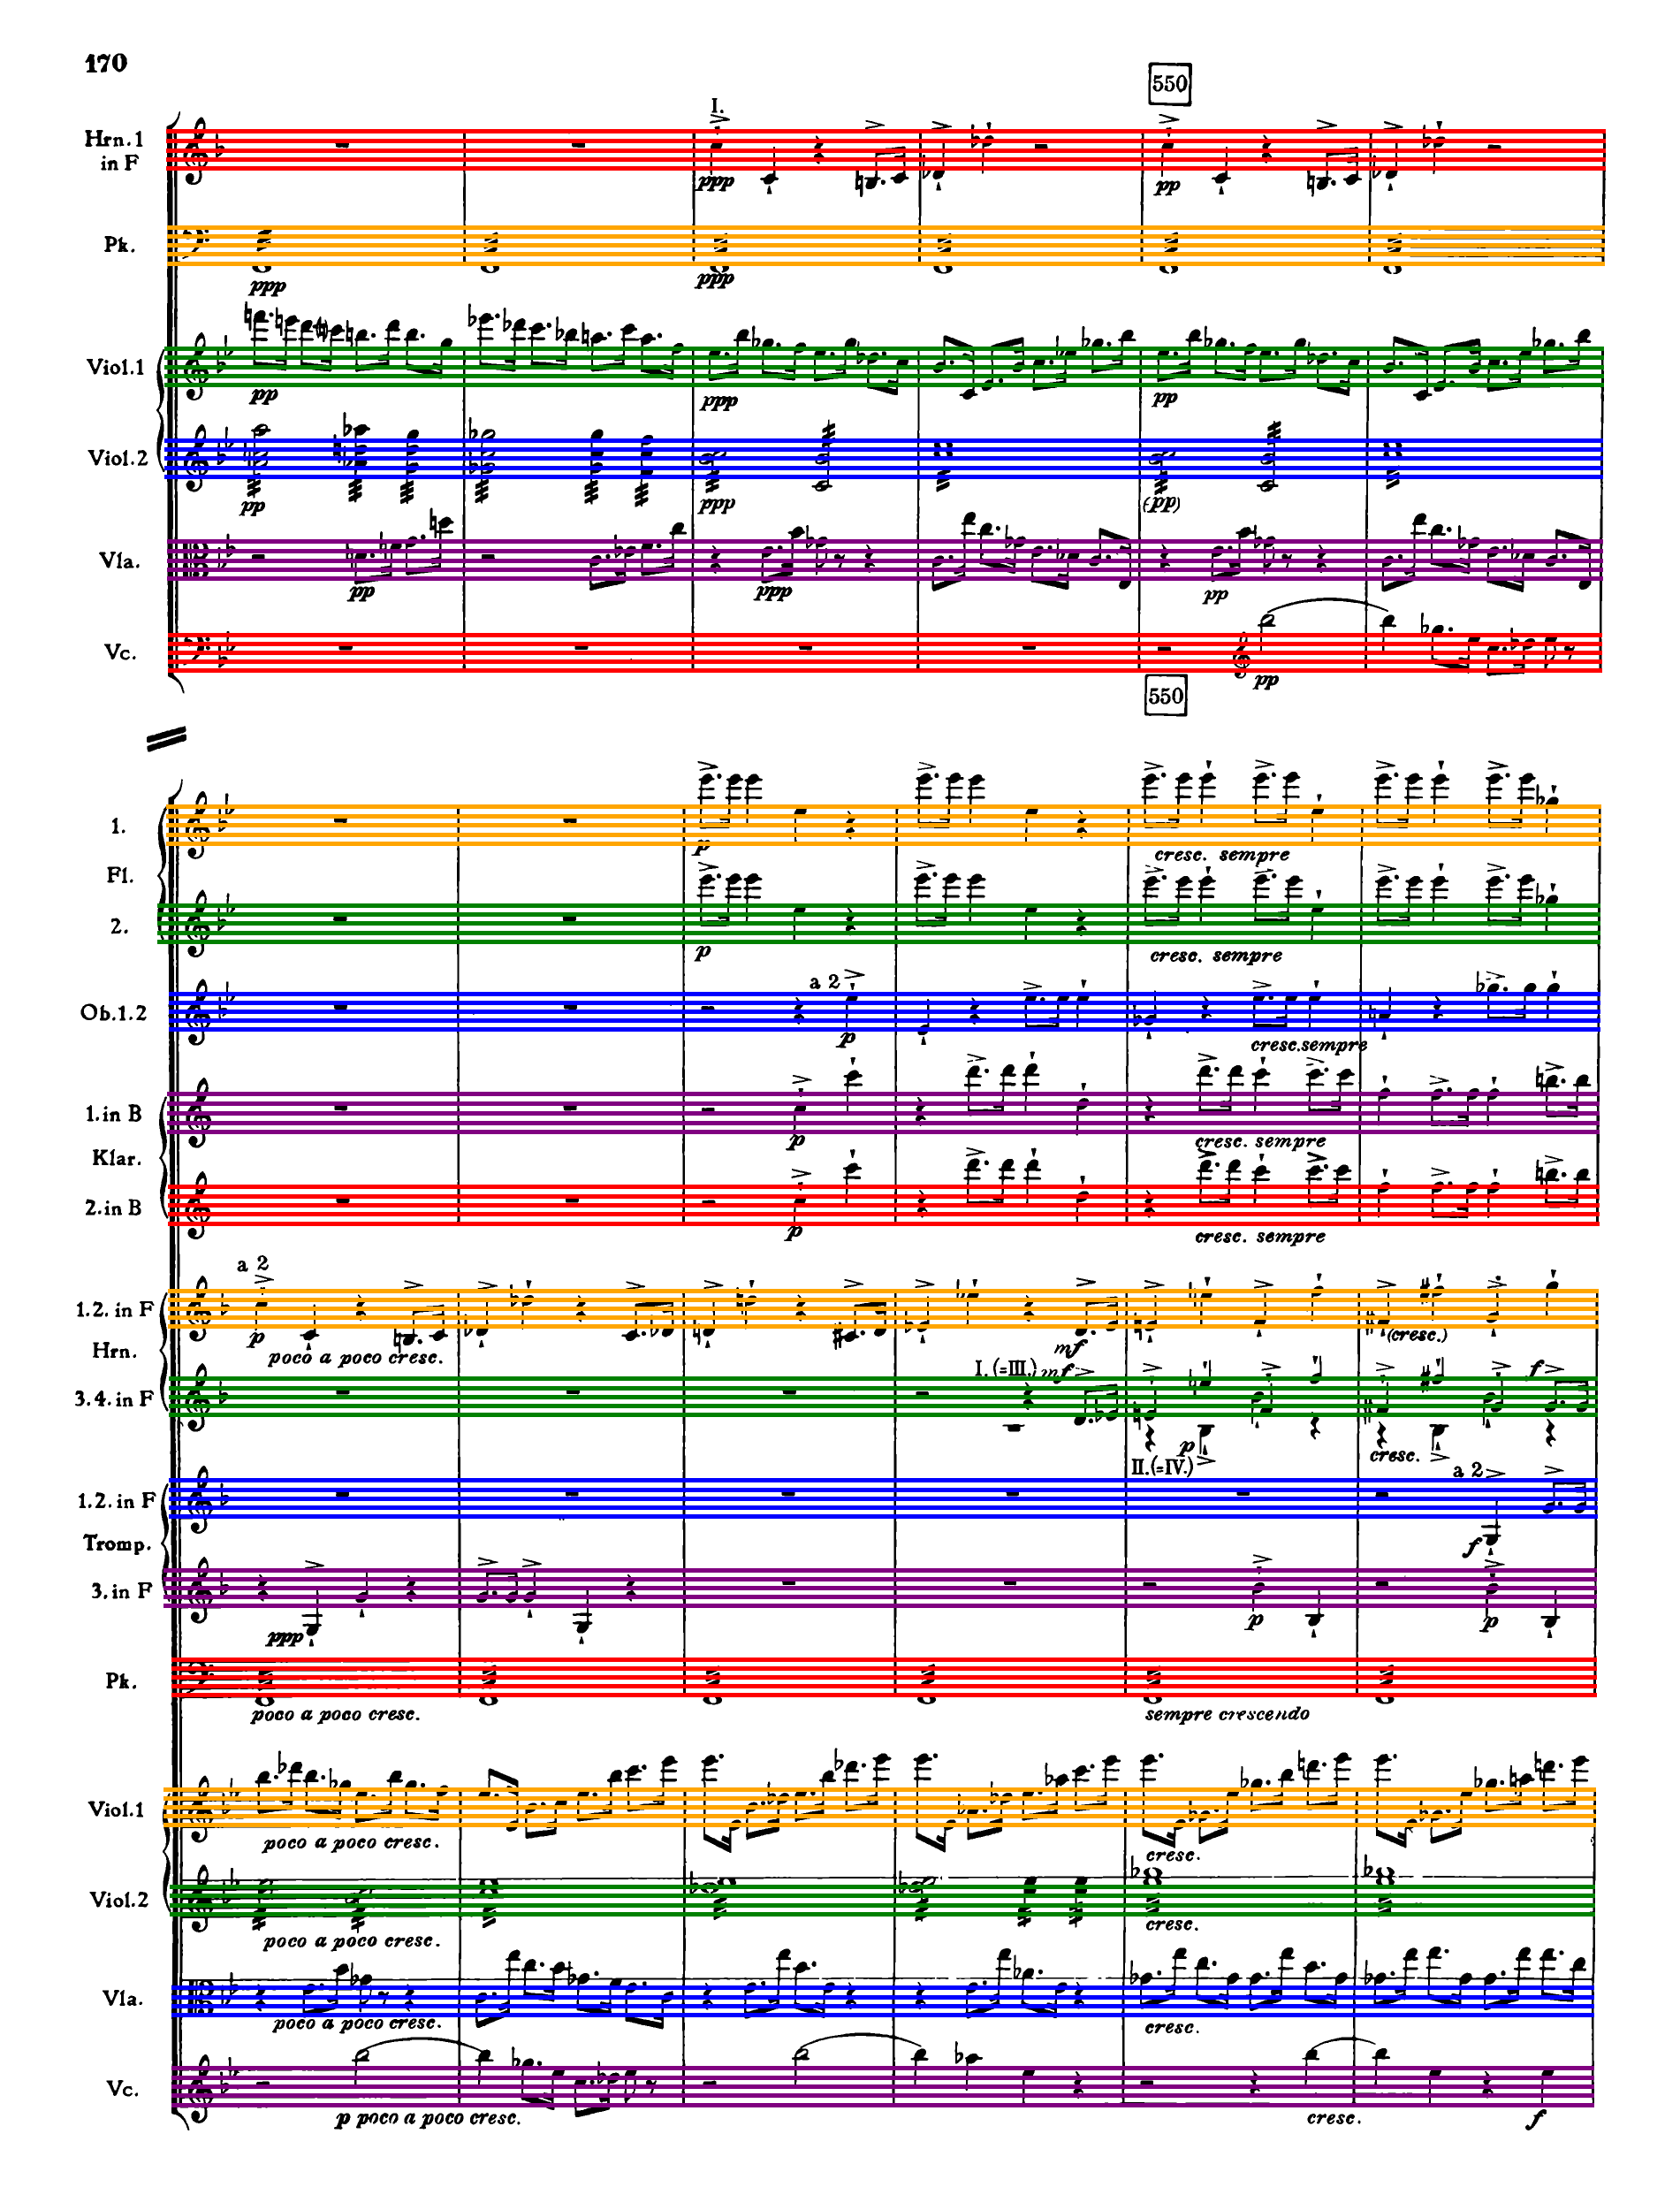 170
550
I.
Hrn. 1
in F
ppp
pp
Pk.
ppp
ppp
Viol.1
pp
ppp
pp
Viol.2
pp
ppp
(pp)
Vla.
pp
ppp
pp
Vc.
pp
550
1.
p
cresc. sempre
Fl.
2.
p
cresc. sempre
a 2
Ob.1.2
p
cresc.sempre
1. in B
p
cresc. sempre
Klar.
2. in B
p
cresc. sempre
a 2
1.2. in F
p
(cresc.)
poco a poco cresc.
mf
Hrn.
I. (=III.) mf
f
3.4. in F
p
cresc.
II.(=IV.)
a 2
1.2. in F
f
Tromp.
3. in F
ppp
p
p
Pk.
poco a poco cresc.
sempre crescendo
Viol.1
poco a poco cresc.
cresc.
Viol.2
poco a poco cresc.
cresc.
Vla.
poco a poco cresc.
cresc.
Vc.
p poco a poco cresc.
cresc.
f